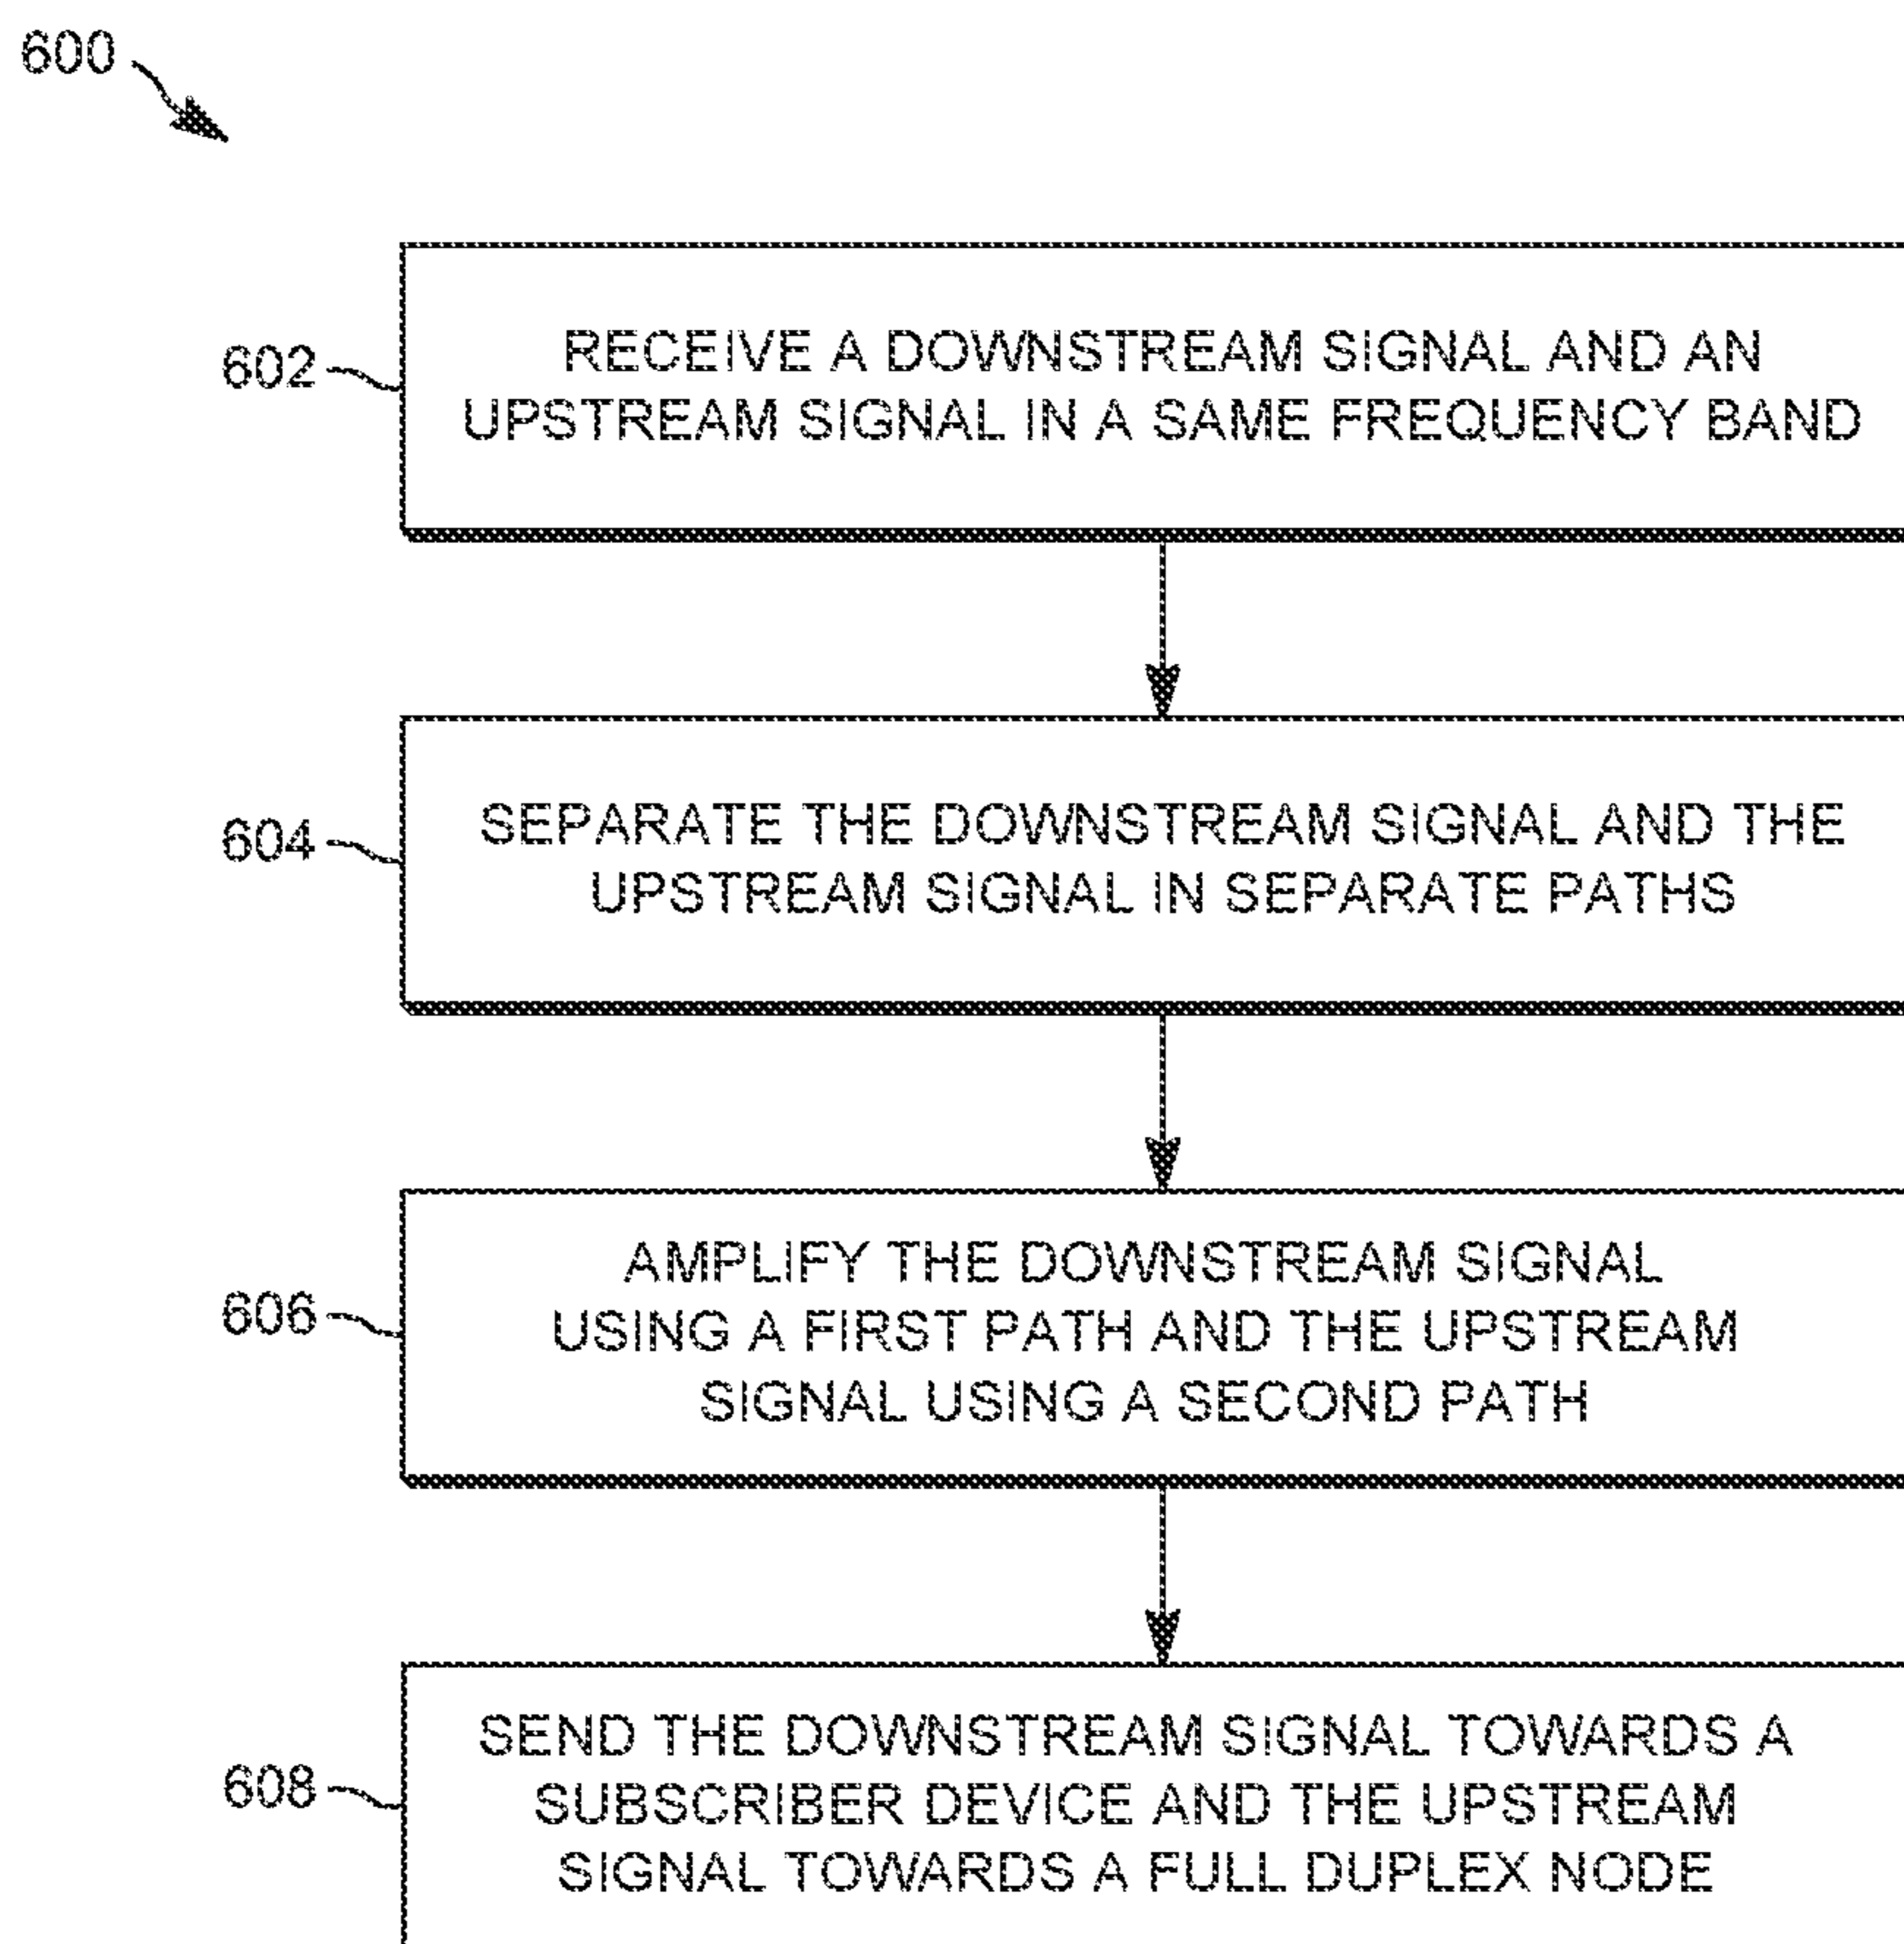 600
602
RECEIVE A DOWNSTREAM SIGNAL AND AN
UPSTREAM SIGNAL IN A SAME FREQUENCY BAND
604
SEPARATE THE DOWNSTREAM SIGNAL AND THE
UPSTREAM SIGNAL IN SEPARATE PATHS
606
AMPLIFY THE DOWNSTREAM SIGNAL
USING A FIRST PATH AND THE UPSTREAM
SIGNAL USING A SECOND PATH
608
SEND THE DOWNSTREAM SIGNAL TOWARDS A
SUBSCRIBER DEVICE AND THE UPSTREAM
SIGNAL TOWARDS A FULL DUPLEX NODE